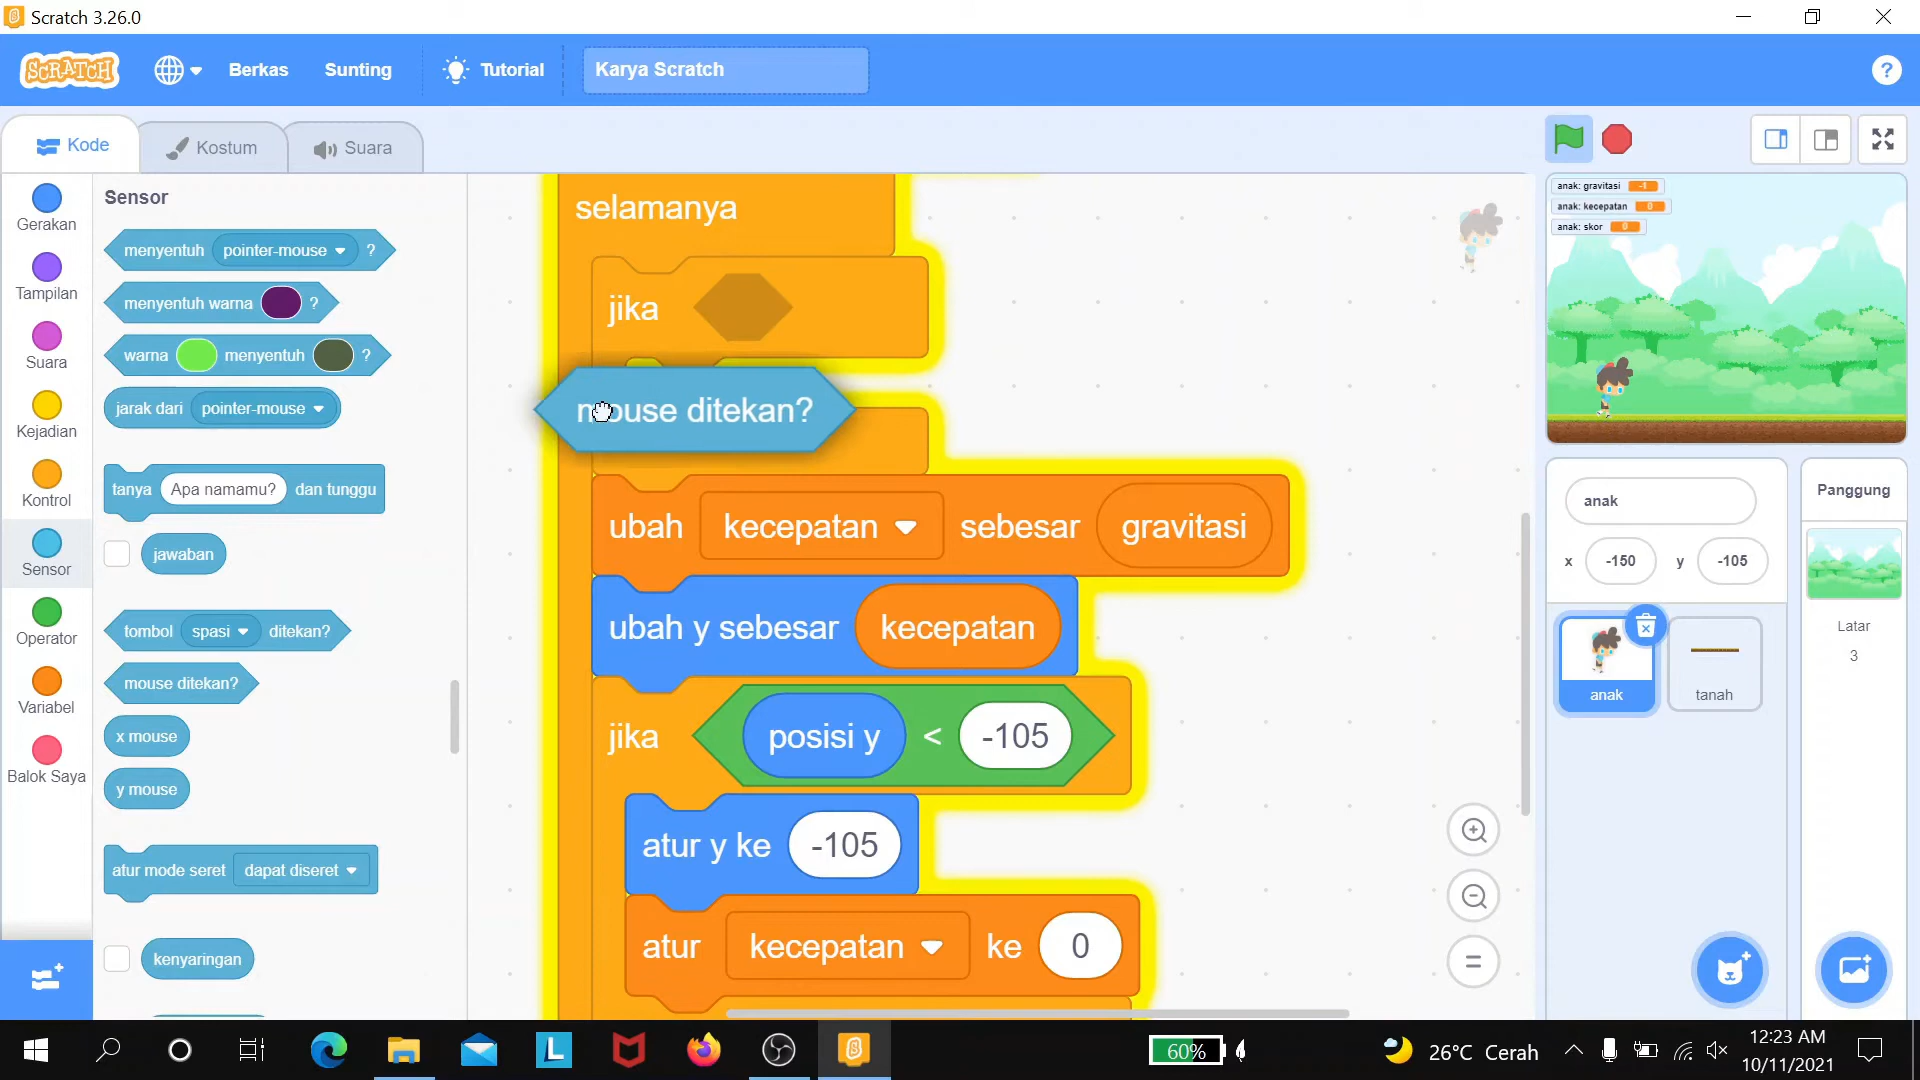 Scratch 3.26.0
SCRATCH
Berkas
Sunting
Tutorial
Karya Scratch
?
Kode
Kostum
Suara
Gerakan
Tampilan
Suara
Kejadian
Kontrol
Sensor
Operator
Variabel
Balok Saya
Sensor
menyentuh pointer-mouse ?
menyentuh warna ?
warna menyentuh ?
jarak dari pointer-mouse
tanya Apa namamu? dan tunggu
jawaban
tombol spasi ditekan?
mouse ditekan?
x mouse
y mouse
atur mode seret dapat diseret
kenyaringan
selamanya
jika
mouse ditekan?
ubah kecepatan sebesar gravitasi
ubah y sebesar kecepatan
jika posisi y < -105
atur y ke -105
atur kecepatan ke 0
anak: gravitasi -1
anak: kecepatan 0
anak: skor 0
anak
x -150 y -105
anak
tanah
Panggung
Latar
3
60%
26°C Cerah
12:23 AM
10/11/2021